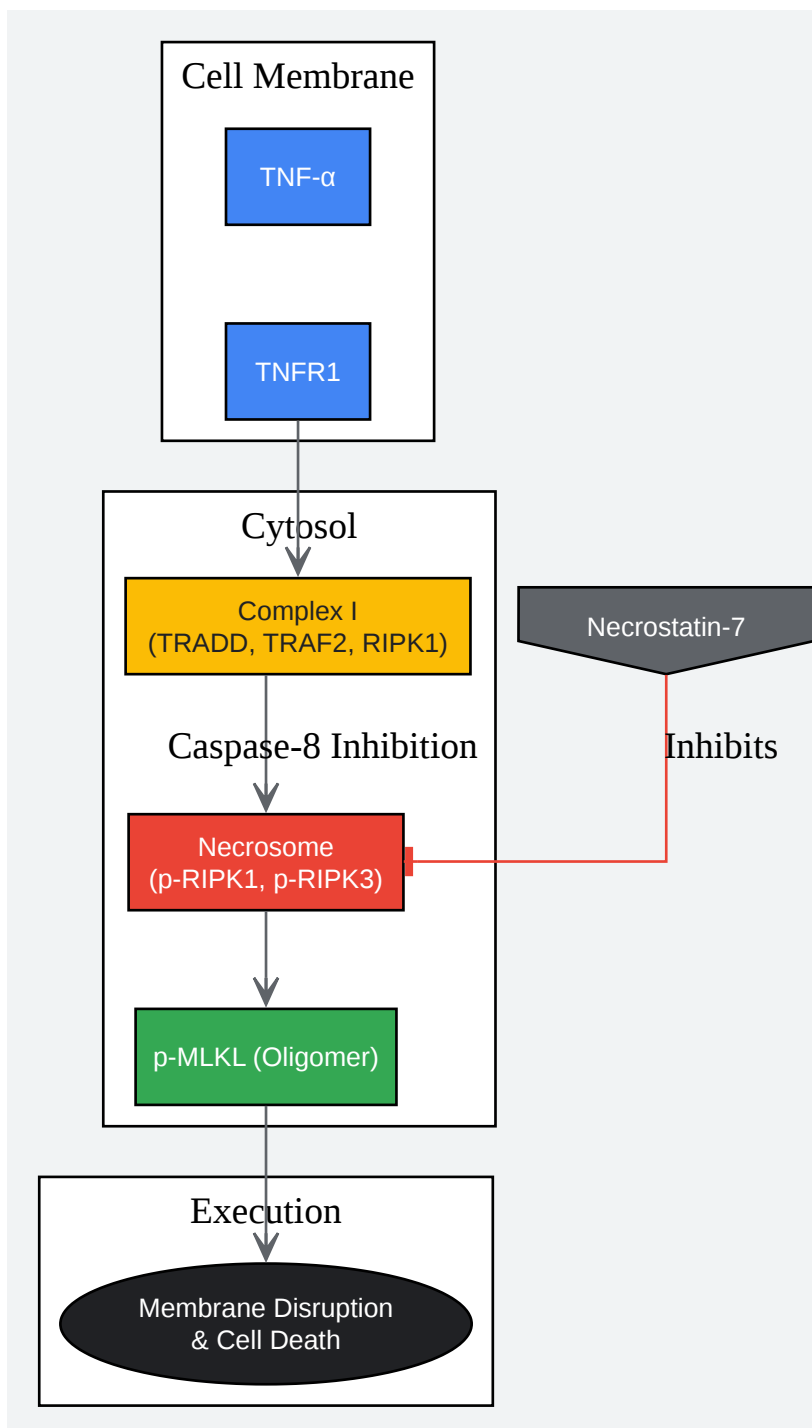 Cell Membrane
TNF-α
TNFR1
Cytosol
Complex I
(TRADD, TRAF2, RIPK1)
Necrostatin-7
Caspase-8 Inhibition
Inhibits
Necrosome
(p-RIPK1, p-RIPK3)
p-MLKL (Oligomer)
Execution
Membrane Disruption
& Cell Death